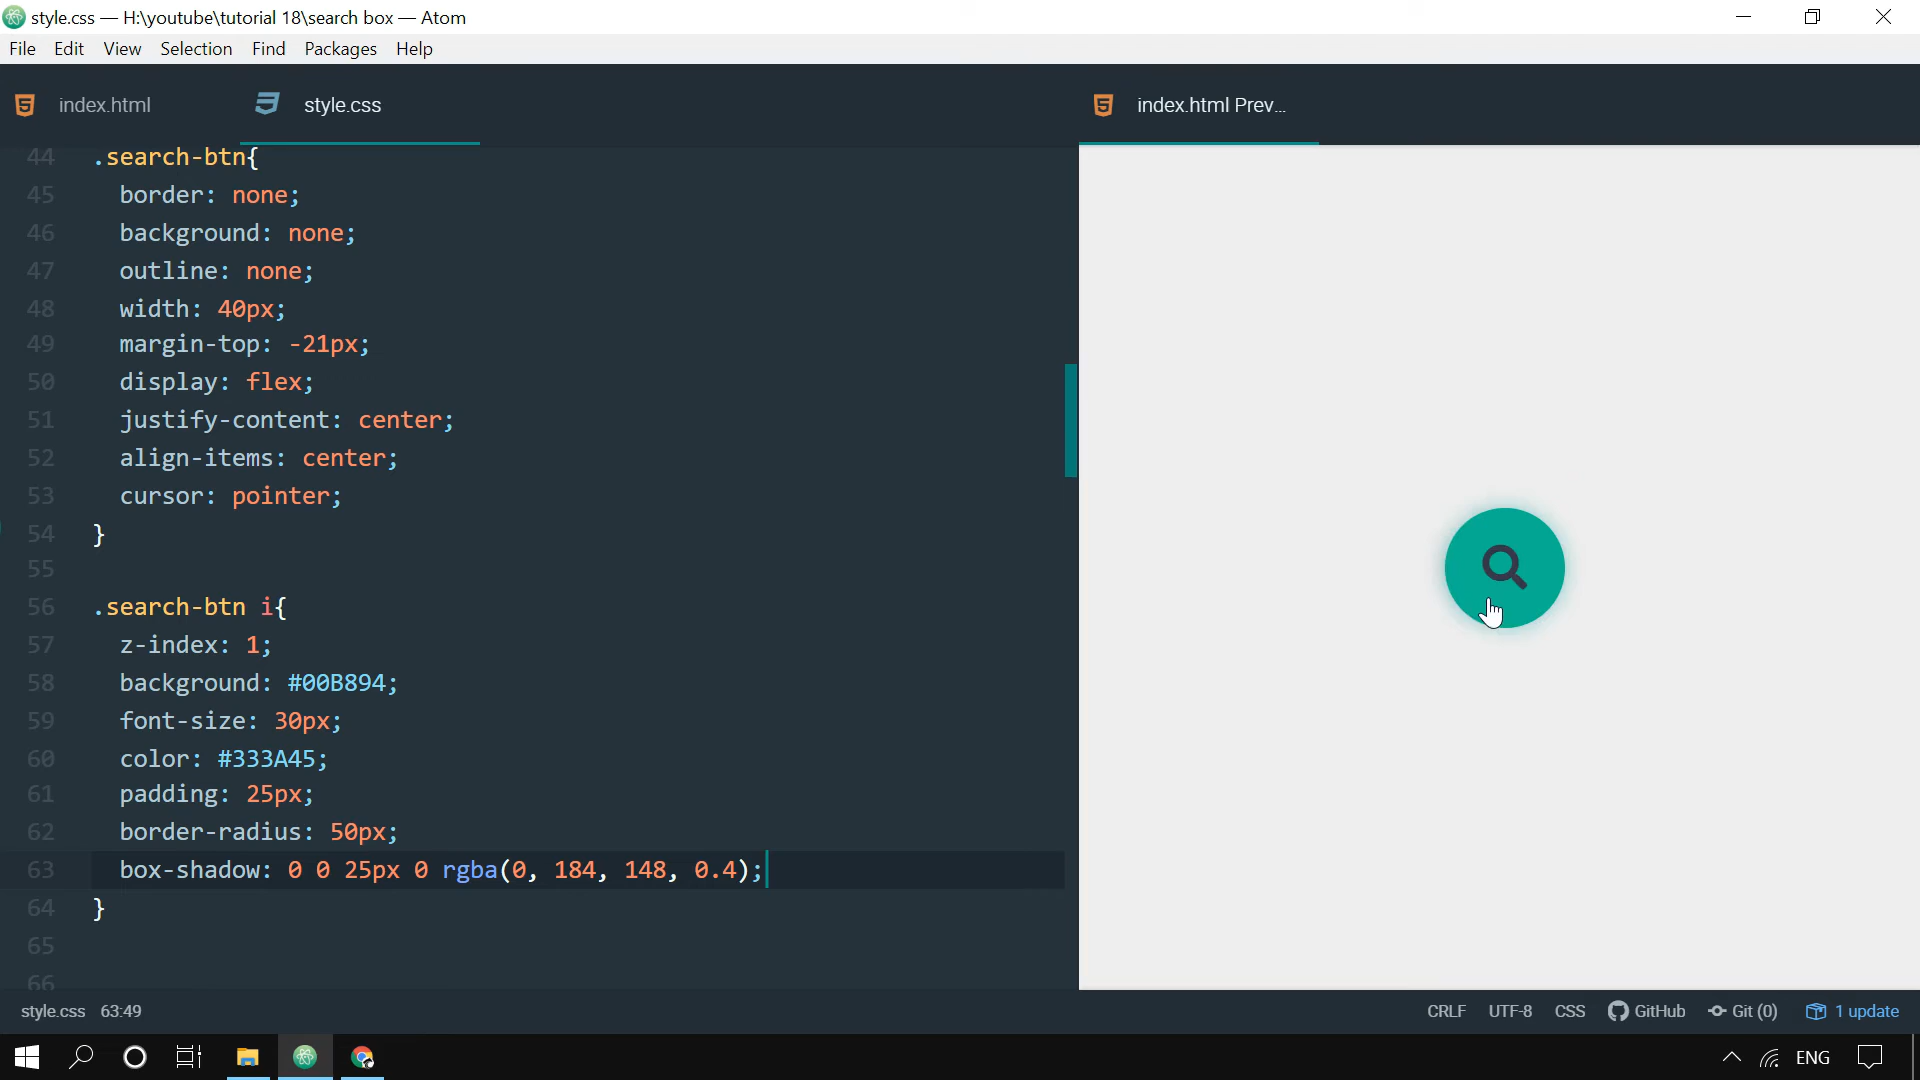 style.css — H:\youtube\tutorial 18\search box — Atom
File Edit View Selection Find Packages Help
index.html style.css index.html Prev...
44 .search-btn{
45 border: none;
46 background: none;
47 outline: none;
48 width: 40px;
49 margin-top: -21px;
50 display: flex;
51 justify-content: center;
52 align-items: center;
53 cursor: pointer;
54 }
55
56 .search-btn i{
57 z-index: 1;
58 background: #00B894;
59 font-size: 30px;
60 color: #333A45;
61 padding: 25px;
62 border-radius: 50px;
63 box-shadow: 0 0 25px 0 rgba(0, 184, 148, 0.4);
64 }
65
66
style.css 63:49 CRLF UTF-8 CSS GitHub Git (0) 1 update
ENG